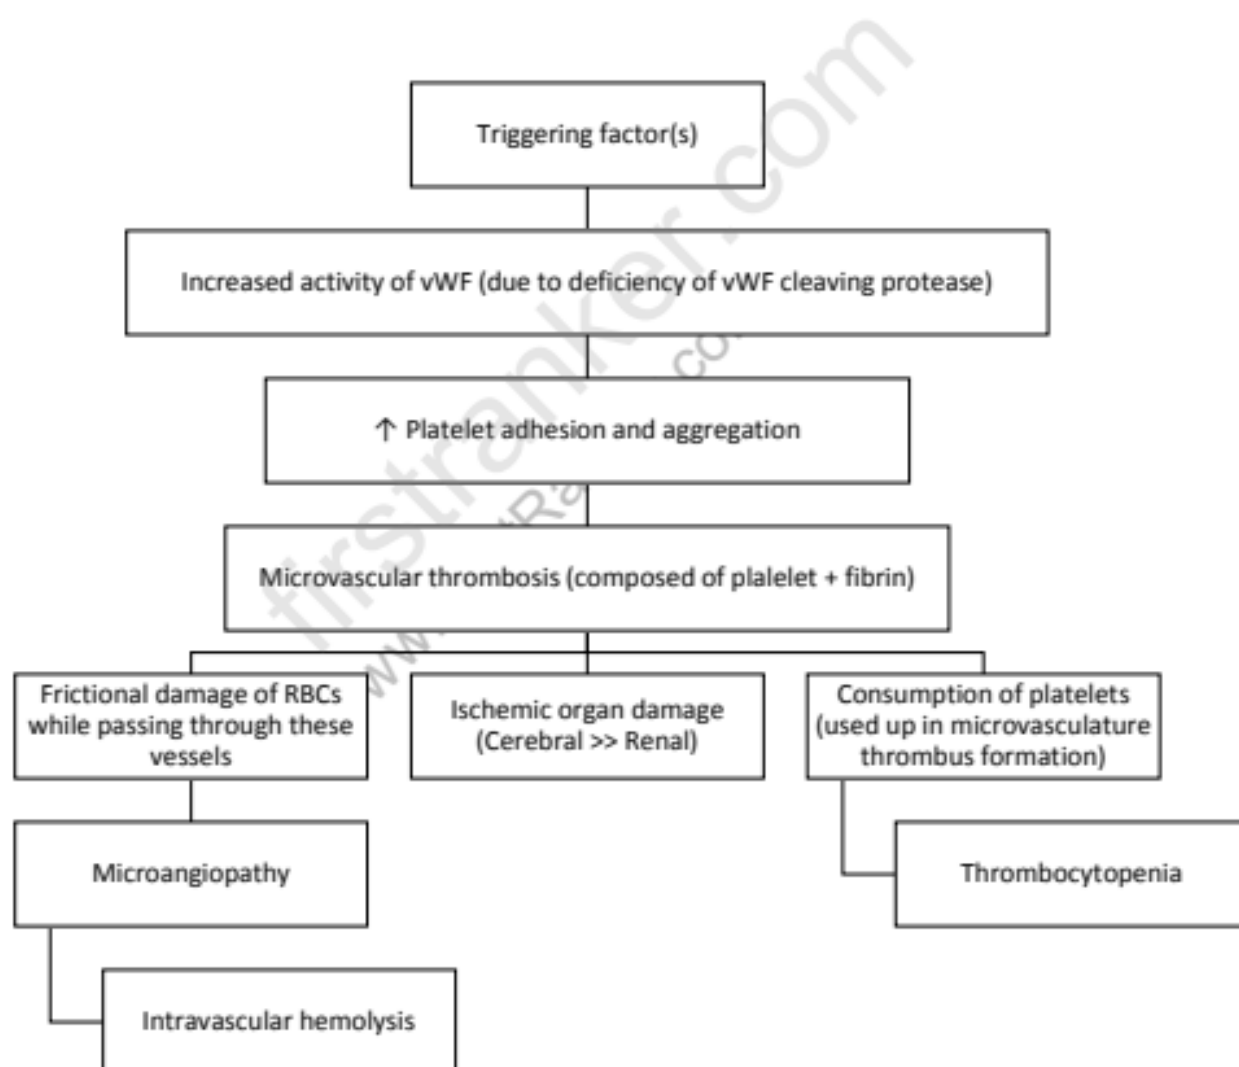 Triggering factor(s)
Increased activity of vWF (due to deficiency of vWF cleaving protease)
↑ Platelet adhesion and aggregation
Microvascular thrombosis (composed of plalelet + fibrin)
Frictional damage of RBCs
while passing through these
vessels
Ischemic organ damage
(Cerebral >> Renal)
Consumption of platelets
(used up in microvasculature
thrombus formation)
Microangiopathy
Thrombocytopenia
Intravascular hemolysis
firstranker.com